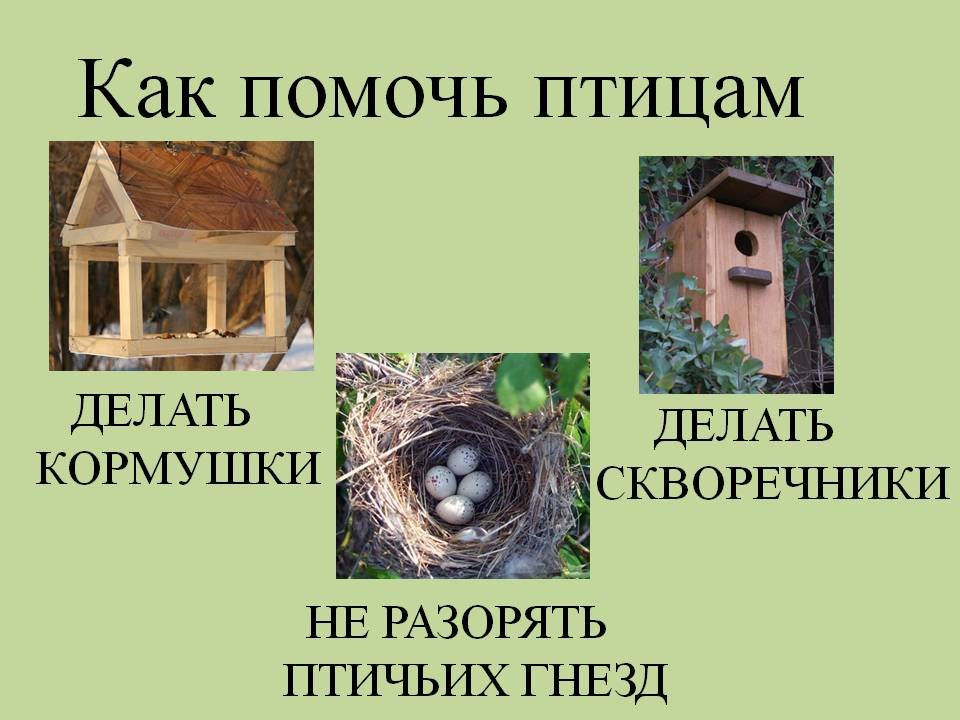 Как помочь птицам
ДЕЛАТЬ
КОРМУШКИ
ДЕЛАТЬ
СКВОРЕЧНИКИ
НЕ РАЗОРЯТЬ
ПТИЧЬИХ ГНЕЗД